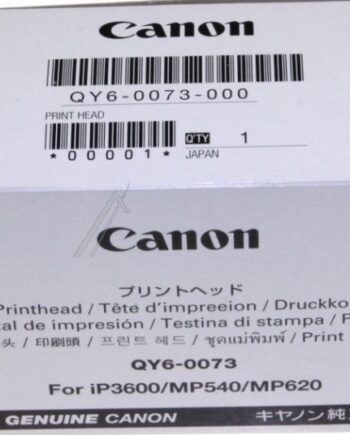 Canon
QY6-0073-000
PRINT HEAD
*00001*
Q'TY 1
JAPAN
Canon
プリントヘッド
Printhead / Tête d'impreeion / Druckko
al de impresión / Testina di stampa / F
头 / 印刷頭 / 프린트 헤드 / ชุดแม่พิมพ์ / Print
QY6-0073
For iP3600/MP540/MP620
GENUINE CANON キヤノン純